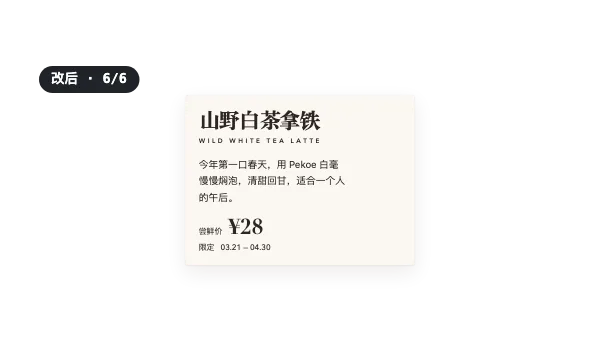 改后 · 6/6
山野白茶拿铁
WILD WHITE TEA LATTE
今年第一口春天，用 Pekoe 白毫
慢慢焖泡，清甜回甘，适合一个人
的午后。
尝鲜价 ¥28
限定 03.21 – 04.30